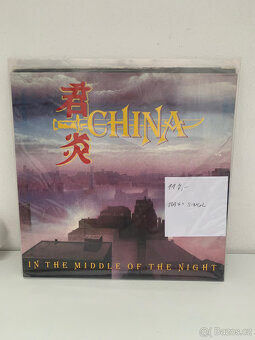 君
炎
CHINA
IN THE MIDDLE OF THE NIGHT
Bazos.cz